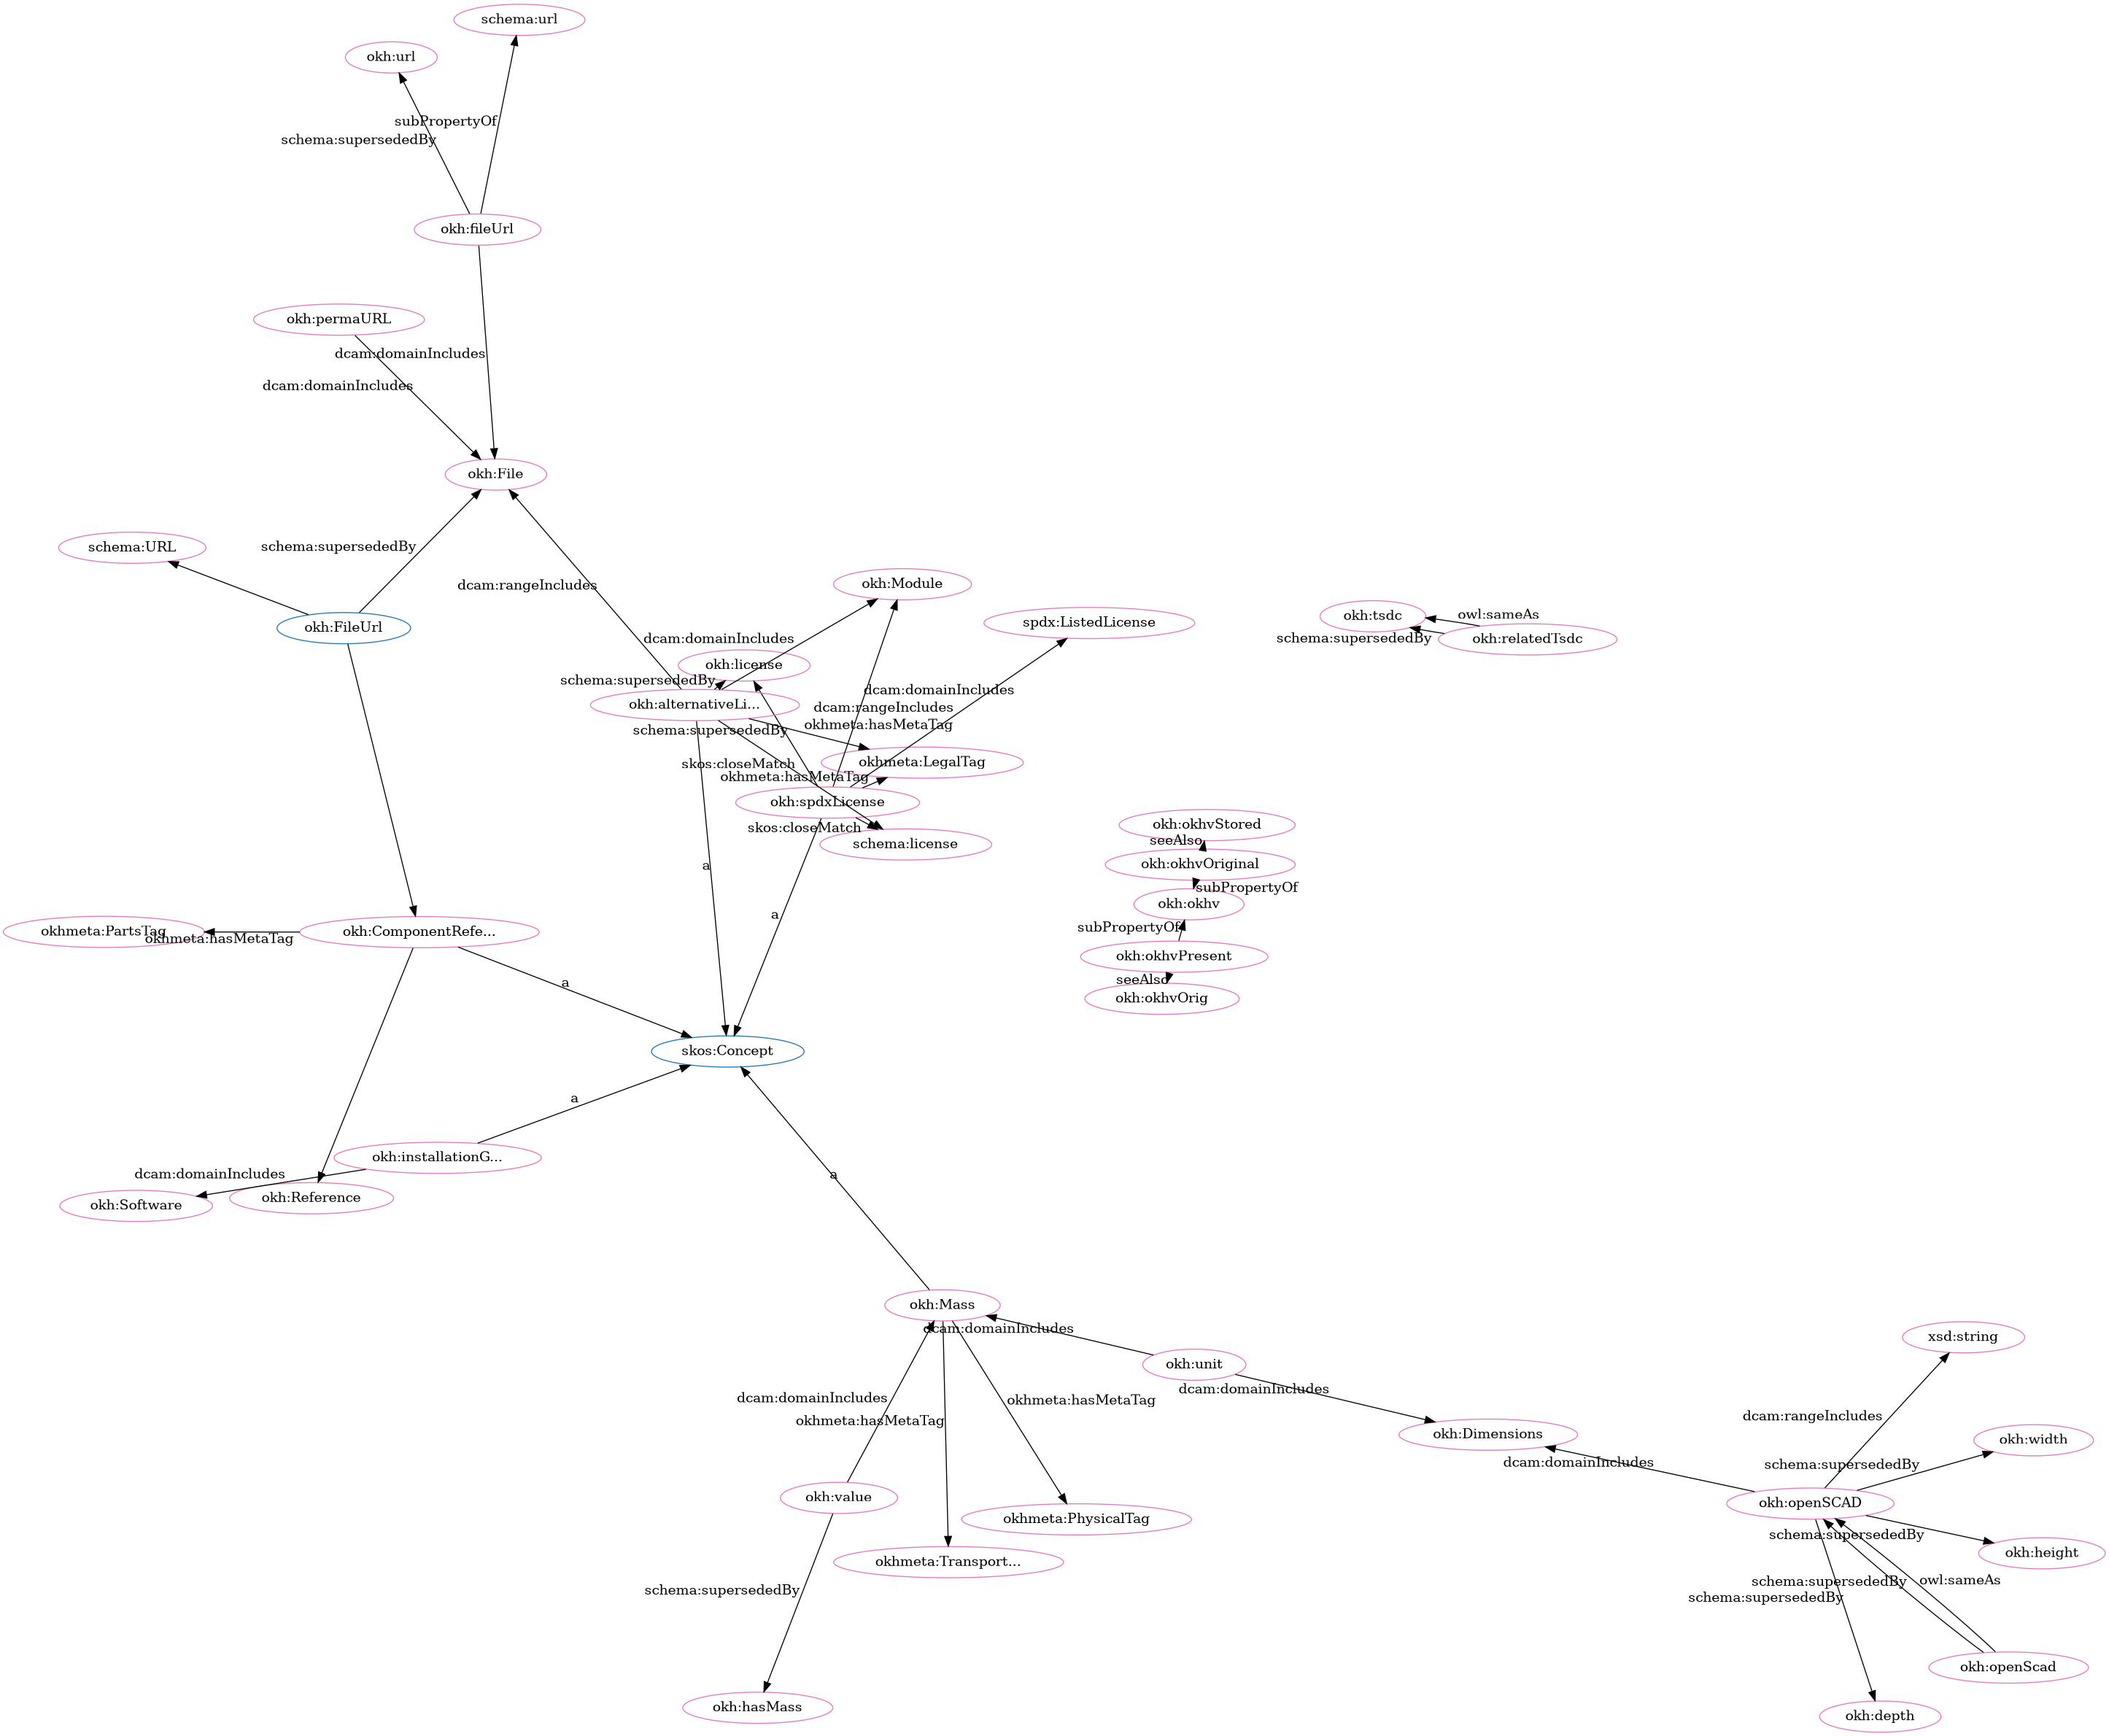 schema:url
okh:url
subPropertyOf
schema:supersededBy
okh:fileUrl
okh:permaURL
dcam:domainIncludes
dcam:domainIncludes
okh:File
schema:supersededBy
schema:URL
dcam:rangeIncludes
okh:Module
okh:FileUrl
spdx:ListedLicense
okh:tsdc
owl:sameAs
schema:supersededBy
okh:relatedTsdc
dcam:domainIncludes
okh:license
schema:supersededBy
dcam:domainIncludes
okh:alternativeLi...
dcam:rangeIncludes
okhmeta:hasMetaTag
schema:supersededBy
skos:closeMatch
okhmeta:LegalTag
okhmeta:hasMetaTag
okh:spdxLicense
skos:closeMatch
schema:license
okh:okhvStored
seeAlso
okh:okhvOriginal
a
subPropertyOf
okh:okhv
a
subPropertyOf
okhmeta:PartsTag
okhmeta:hasMetaTag
okh:ComponentRefe...
okh:okhvPresent
seeAlso
a
okh:okhvOrig
skos:Concept
a
okh:installationG...
dcam:domainIncludes
a
okh:Software
okh:Reference
okh:Mass
dcam:domainIncludes
xsd:string
okh:unit
dcam:domainIncludes
dcam:domainIncludes
okhmeta:hasMetaTag
okhmeta:hasMetaTag
dcam:rangeIncludes
okh:Dimensions
okh:width
dcam:domainIncludes
schema:supersededBy
okh:value
okh:openSCAD
okhmeta:PhysicalTag
schema:supersededBy
okhmeta:Transport...
okh:height
schema:supersededBy
schema:supersededBy
owl:sameAs
schema:supersededBy
okh:openScad
okh:hasMass
okh:depth